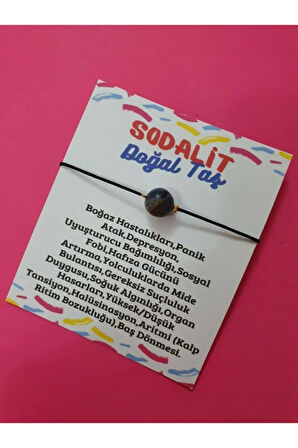 SODALİT
Doğal Taş
Boğaz Hastalıkları,Panik
Atak,Depresyon,
Uyuşturucu Bağımlılığı,Sosyal
Fobi,Hafıza Gücünü
Artırma,Yolculuklarda Mide
Bulantısı,Gereksiz Suçluluk
Duygusu,Soğuk Algınlığı,Organ
Hasarları,Yüksek/Düşük
Tansiyon,Halüsinasyon,Aritmi (Kalp
Ritim Bozukluğu),Baş Dönmesi.